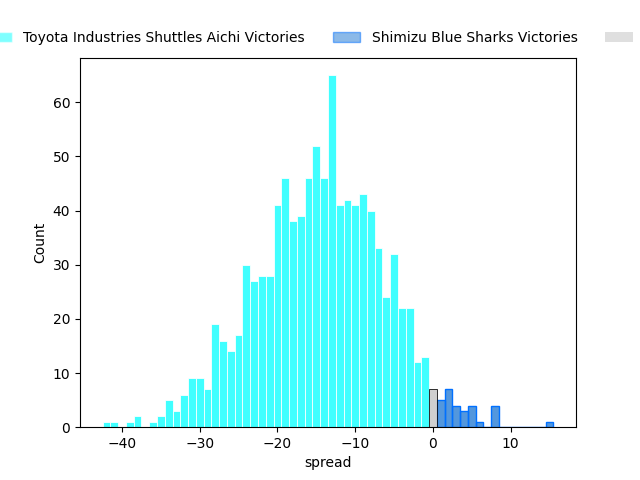 Toyota Industries Shuttles Aichi Victories Shimizu Blue Sharks Victories
60
50
40
30
20
10
0
Count
−40 −30 −20 −10 0 10
spread